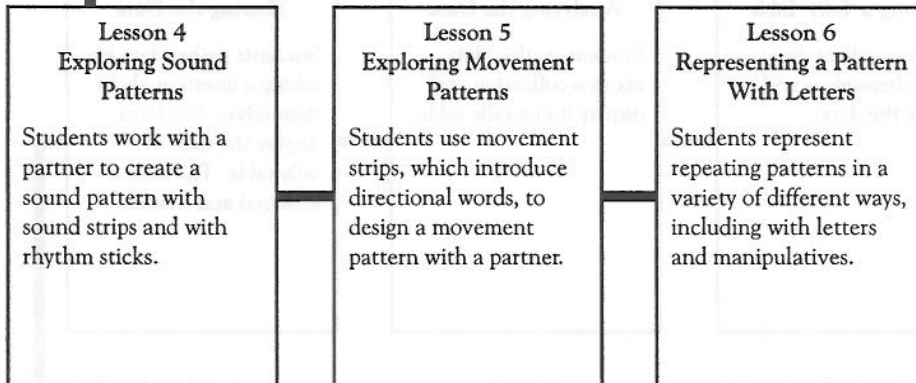 Lesson 4
Exploring Sound
Patterns
Students work with a
partner to create a
sound pattern with
sound strips and with
rhythm sticks.
Lesson 5
Exploring Movement
Patterns
Students use movement
strips, which introduce
directional words, to
design a movement
pattern with a partner.
Lesson 6
Representing a Pattern
With Letters
Students represent
repeating patterns in a
variety of different ways,
including with letters
and manipulatives.